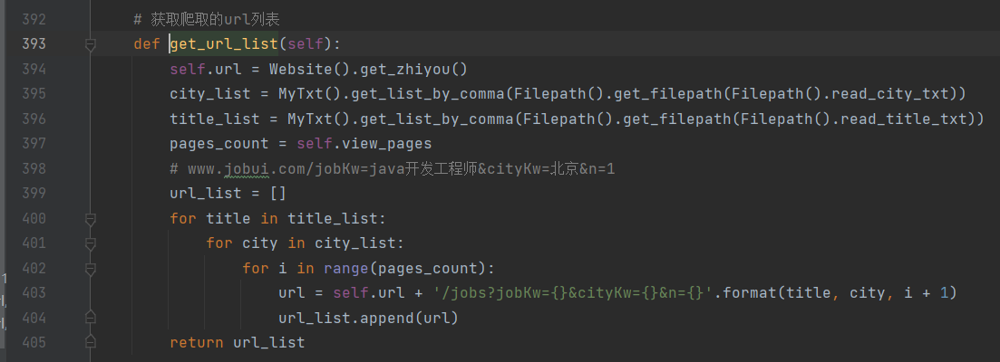 392 # 获取爬取的url列表
393 def get_url_list(self):
394 self.url = Website().get_zhiyou()
395 city_list = MyTxt().get_list_by_comma(Filepath().get_filepath(Filepath().read_city_txt))
396 title_list = MyTxt().get_list_by_comma(Filepath().get_filepath(Filepath().read_title_txt))
397 pages_count = self.view_pages
398 # www.jobui.com/jobKw=java开发工程师&cityKw=北京&n=1
399 url_list = []
400 for title in title_list:
401 for city in city_list:
402 for i in range(pages_count):
403 url = self.url + '/jobs?jobKw={}&cityKw={}&n={}'.format(title, city, i + 1)
404 url_list.append(url)
405 return url_list